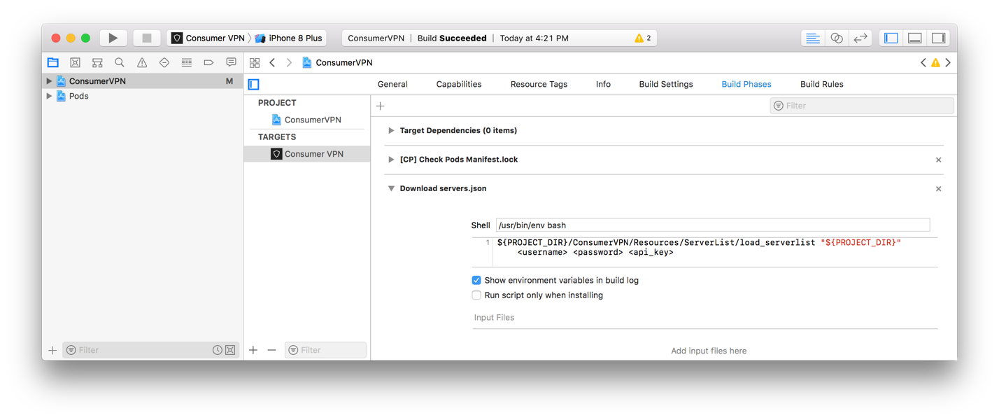 Consumer VPN iPhone 8 Plus
ConsumerVPN Build Succeeded Today at 4:21 PM 2
ConsumerVPN M
Pods
Filter
ConsumerVPN
General Capabilities Resource Tags Info Build Settings Build Phases Build Rules
PROJECT
ConsumerVPN
TARGETS
Consumer VPN
Filter
Filter
Target Dependencies (0 items)
[CP] Check Pods Manifest.lock
Download servers.json
Shell /usr/bin/env bash
1 ${PROJECT_DIR}/ConsumerVPN/Resources/ServerList/load_serverlist "${PROJECT_DIR}"
<username> <password> <api_key>
Show environment variables in build log
Run script only when installing
Input Files
Add input files here